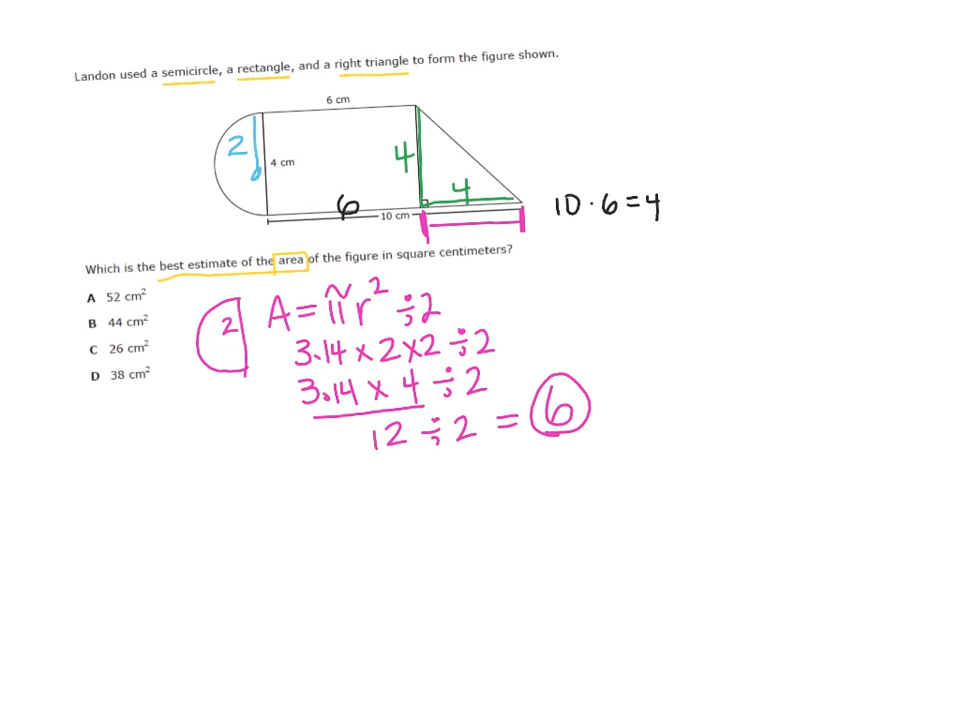 Landon used a semicircle, a rectangle, and a right triangle to form the figure shown.
6 cm
2
4 cm
4
4
6
10 cm
10 · 6 = 4
Which is the best estimate of the area of the figure in square centimeters?
A 52 cm²
B 44 cm²
C 26 cm²
D 38 cm²
2
A = πr² ÷ 2
3.14 × 2 × 2 ÷ 2
3.14 × 4 ÷ 2
12 ÷ 2 = 6